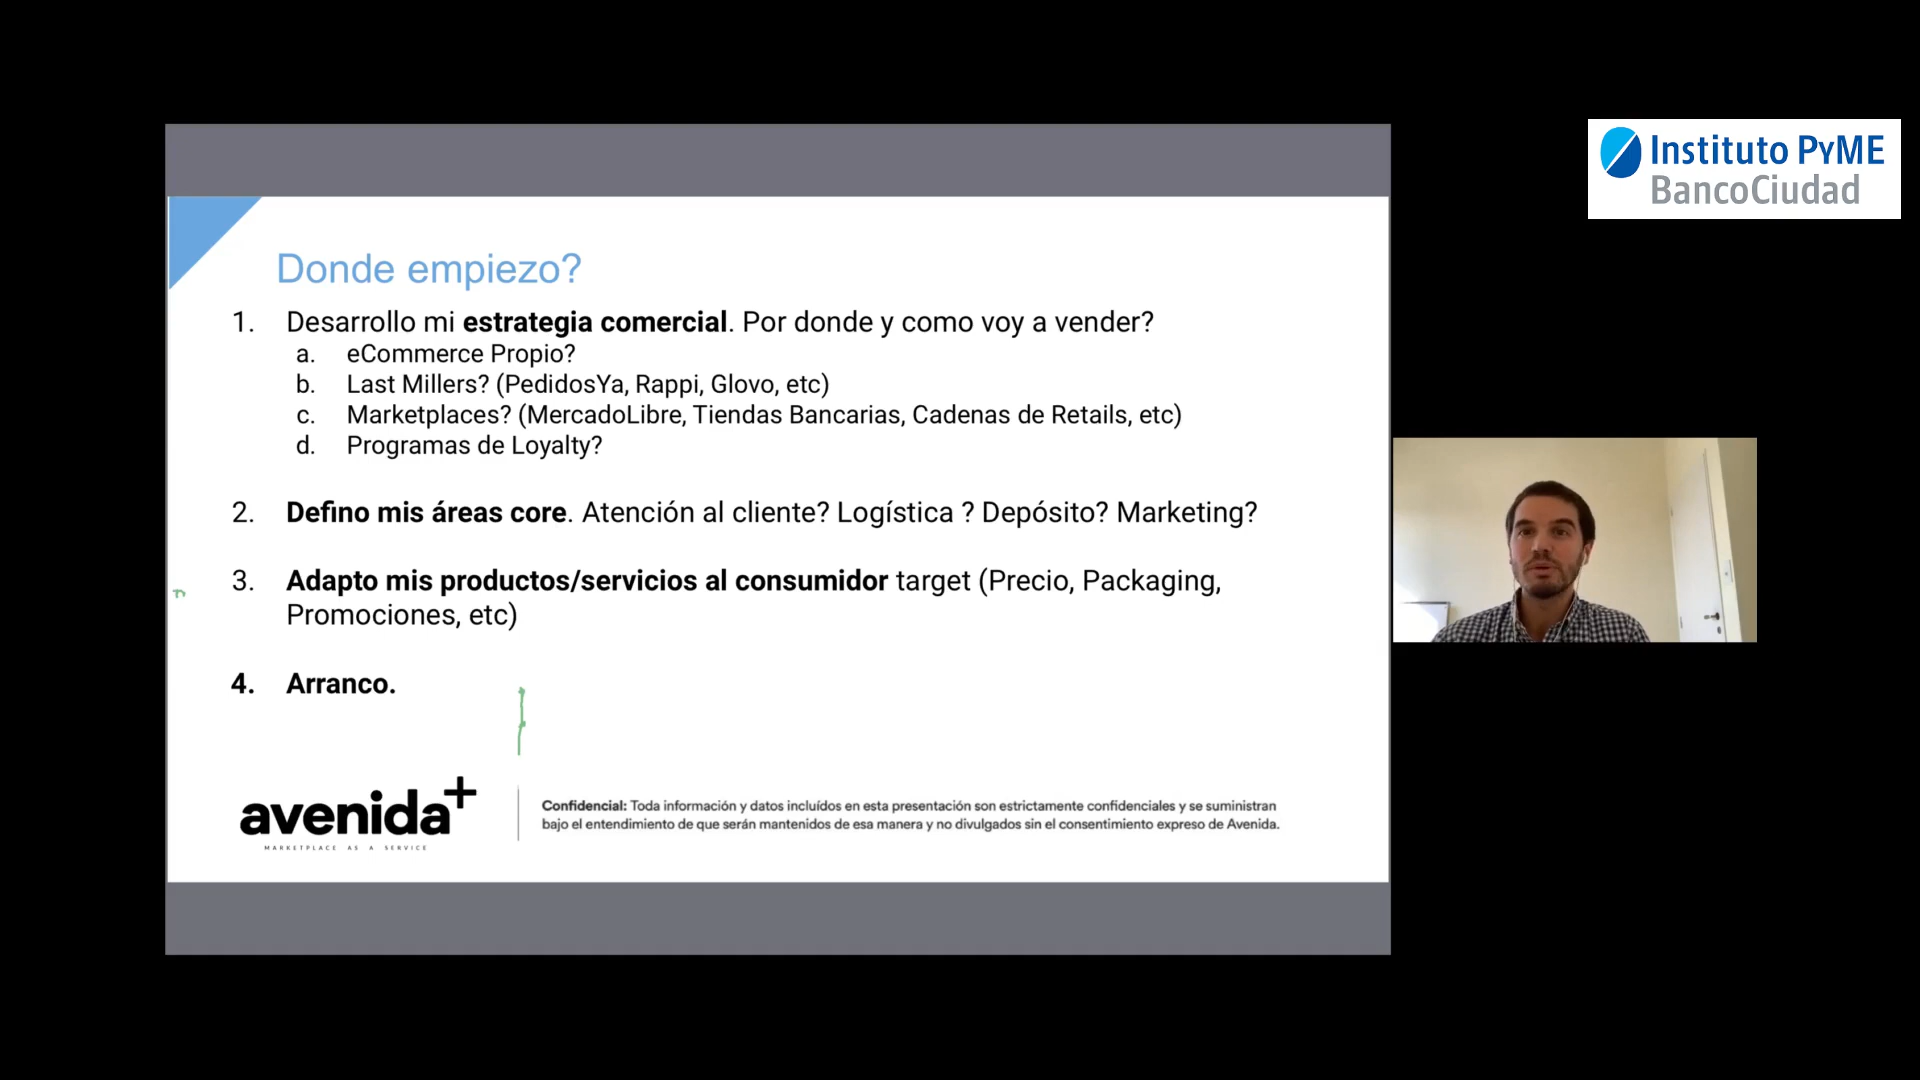 Instituto PyME
BancoCiudad
Donde empiezo?
1. Desarrollo mi estrategia comercial. Por donde y como voy a vender?
a. eCommerce Propio?
b. Last Millers? (PedidosYa, Rappi, Glovo, etc)
c. Marketplaces? (MercadoLibre, Tiendas Bancarias, Cadenas de Retails, etc)
d. Programas de Loyalty?
2. Defino mis áreas core. Atención al cliente? Logística ? Depósito? Marketing?
3. Adapto mis productos/servicios al consumidor target (Precio, Packaging,
Promociones, etc)
4. Arranco.
avenida+
MARKETPLACE AS A SERVICE
Confidencial: Toda información y datos incluídos en esta presentación son estrictamente confidenciales y se suministran
bajo el entendimiento de que serán mantenidos de esa manera y no divulgados sin el consentimiento expreso de Avenida.